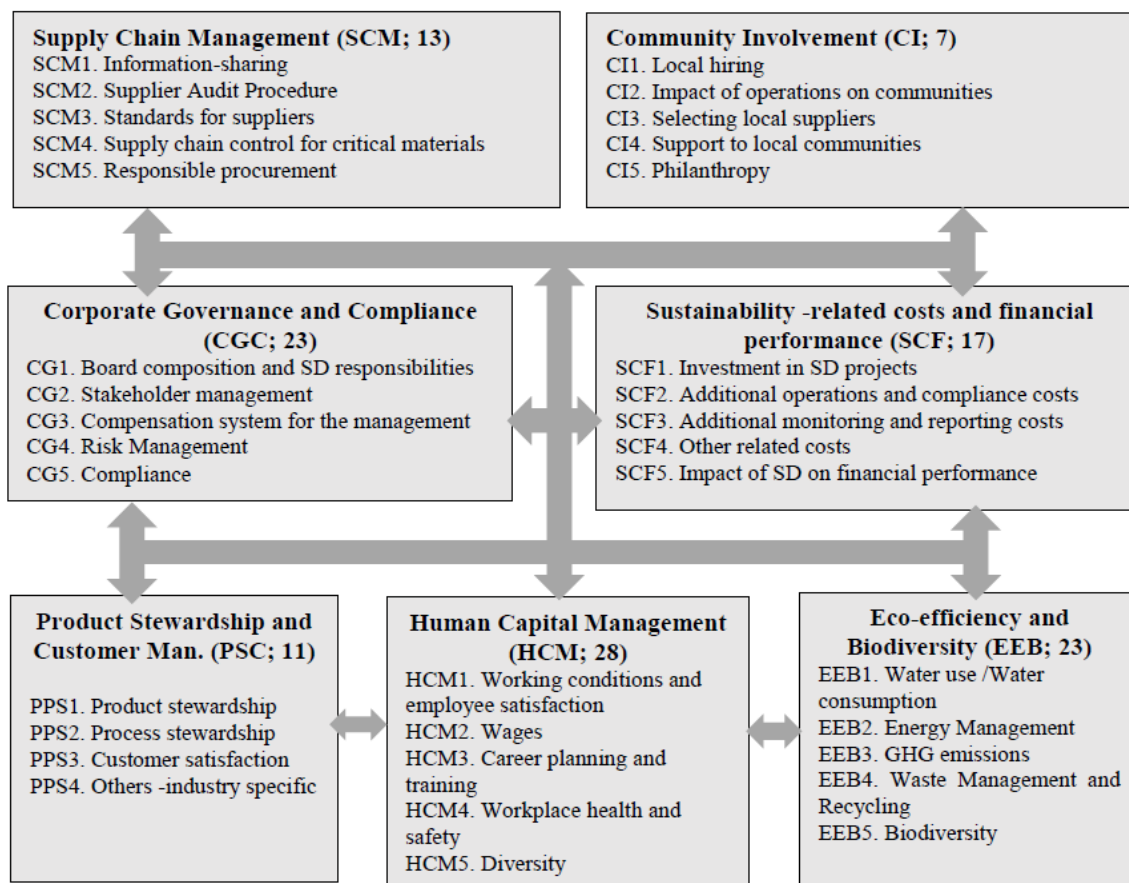 Supply Chain Management (SCM; 13)
SCM1. Information-sharing
SCM2. Supplier Audit Procedure
SCM3. Standards for suppliers
SCM4. Supply chain control for critical materials
SCM5. Responsible procurement
Community Involvement (CI; 7)
CI1. Local hiring
CI2. Impact of operations on communities
CI3. Selecting local suppliers
CI4. Support to local communities
CI5. Philanthropy
Corporate Governance and Compliance
(CGC; 23)
CG1. Board composition and SD responsibilities
CG2. Stakeholder management
CG3. Compensation system for the management
CG4. Risk Management
CG5. Compliance
Sustainability -related costs and financial
performance (SCF; 17)
SCF1. Investment in SD projects
SCF2. Additional operations and compliance costs
SCF3. Additional monitoring and reporting costs
SCF4. Other related costs
SCF5. Impact of SD on financial performance
Product Stewardship and
Customer Man. (PSC; 11)
PPS1. Product stewardship
PPS2. Process stewardship
PPS3. Customer satisfaction
PPS4. Others -industry specific
Human Capital Management
(HCM; 28)
HCM1. Working conditions and
employee satisfaction
HCM2. Wages
HCM3. Career planning and
training
HCM4. Workplace health and
safety
HCM5. Diversity
Eco-efficiency and
Biodiversity (EEB; 23)
EEB1. Water use /Water
consumption
EEB2. Energy Management
EEB3. GHG emissions
EEB4. Waste Management and
Recycling
EEB5. Biodiversity